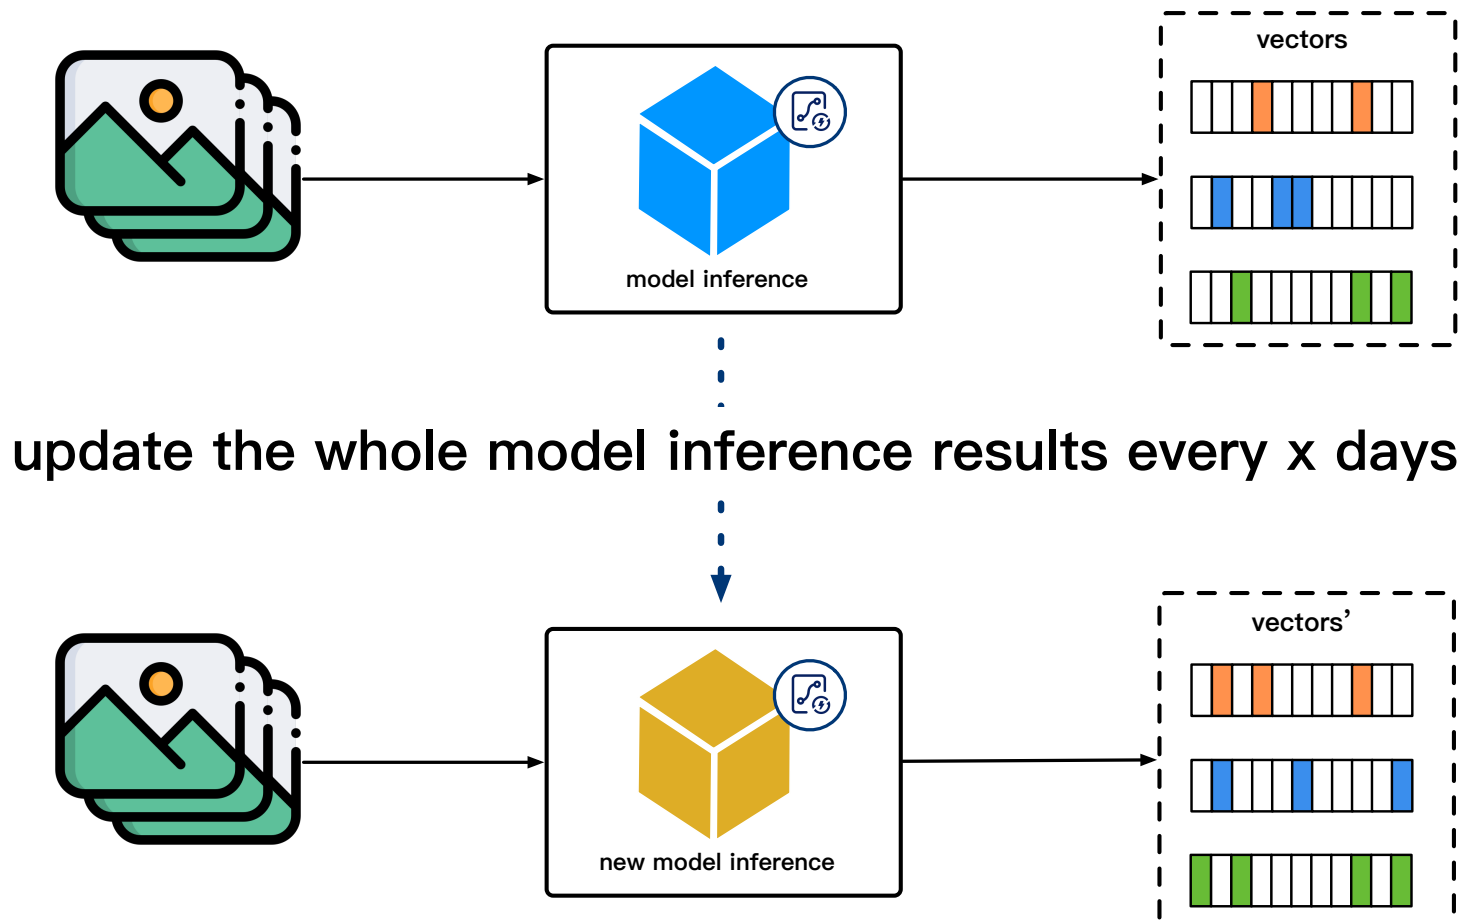 vectors
model inference
update the whole model inference results every x days
vectors’
new model inference